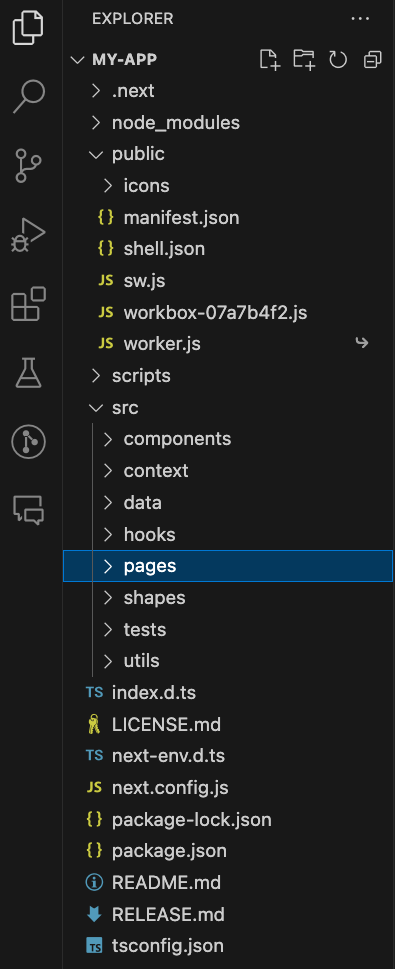 EXPLORER
MY-APP
.next
node_modules
public
icons
{} manifest.json
{} shell.json
JS sw.js
JS workbox-07a7b4f2.js
JS worker.js
scripts
src
components
context
data
hooks
pages
shapes
tests
utils
TS index.d.ts
LICENSE.md
TS next-env.d.ts
JS next.config.js
{} package-lock.json
{} package.json
README.md
RELEASE.md
TS tsconfig.json